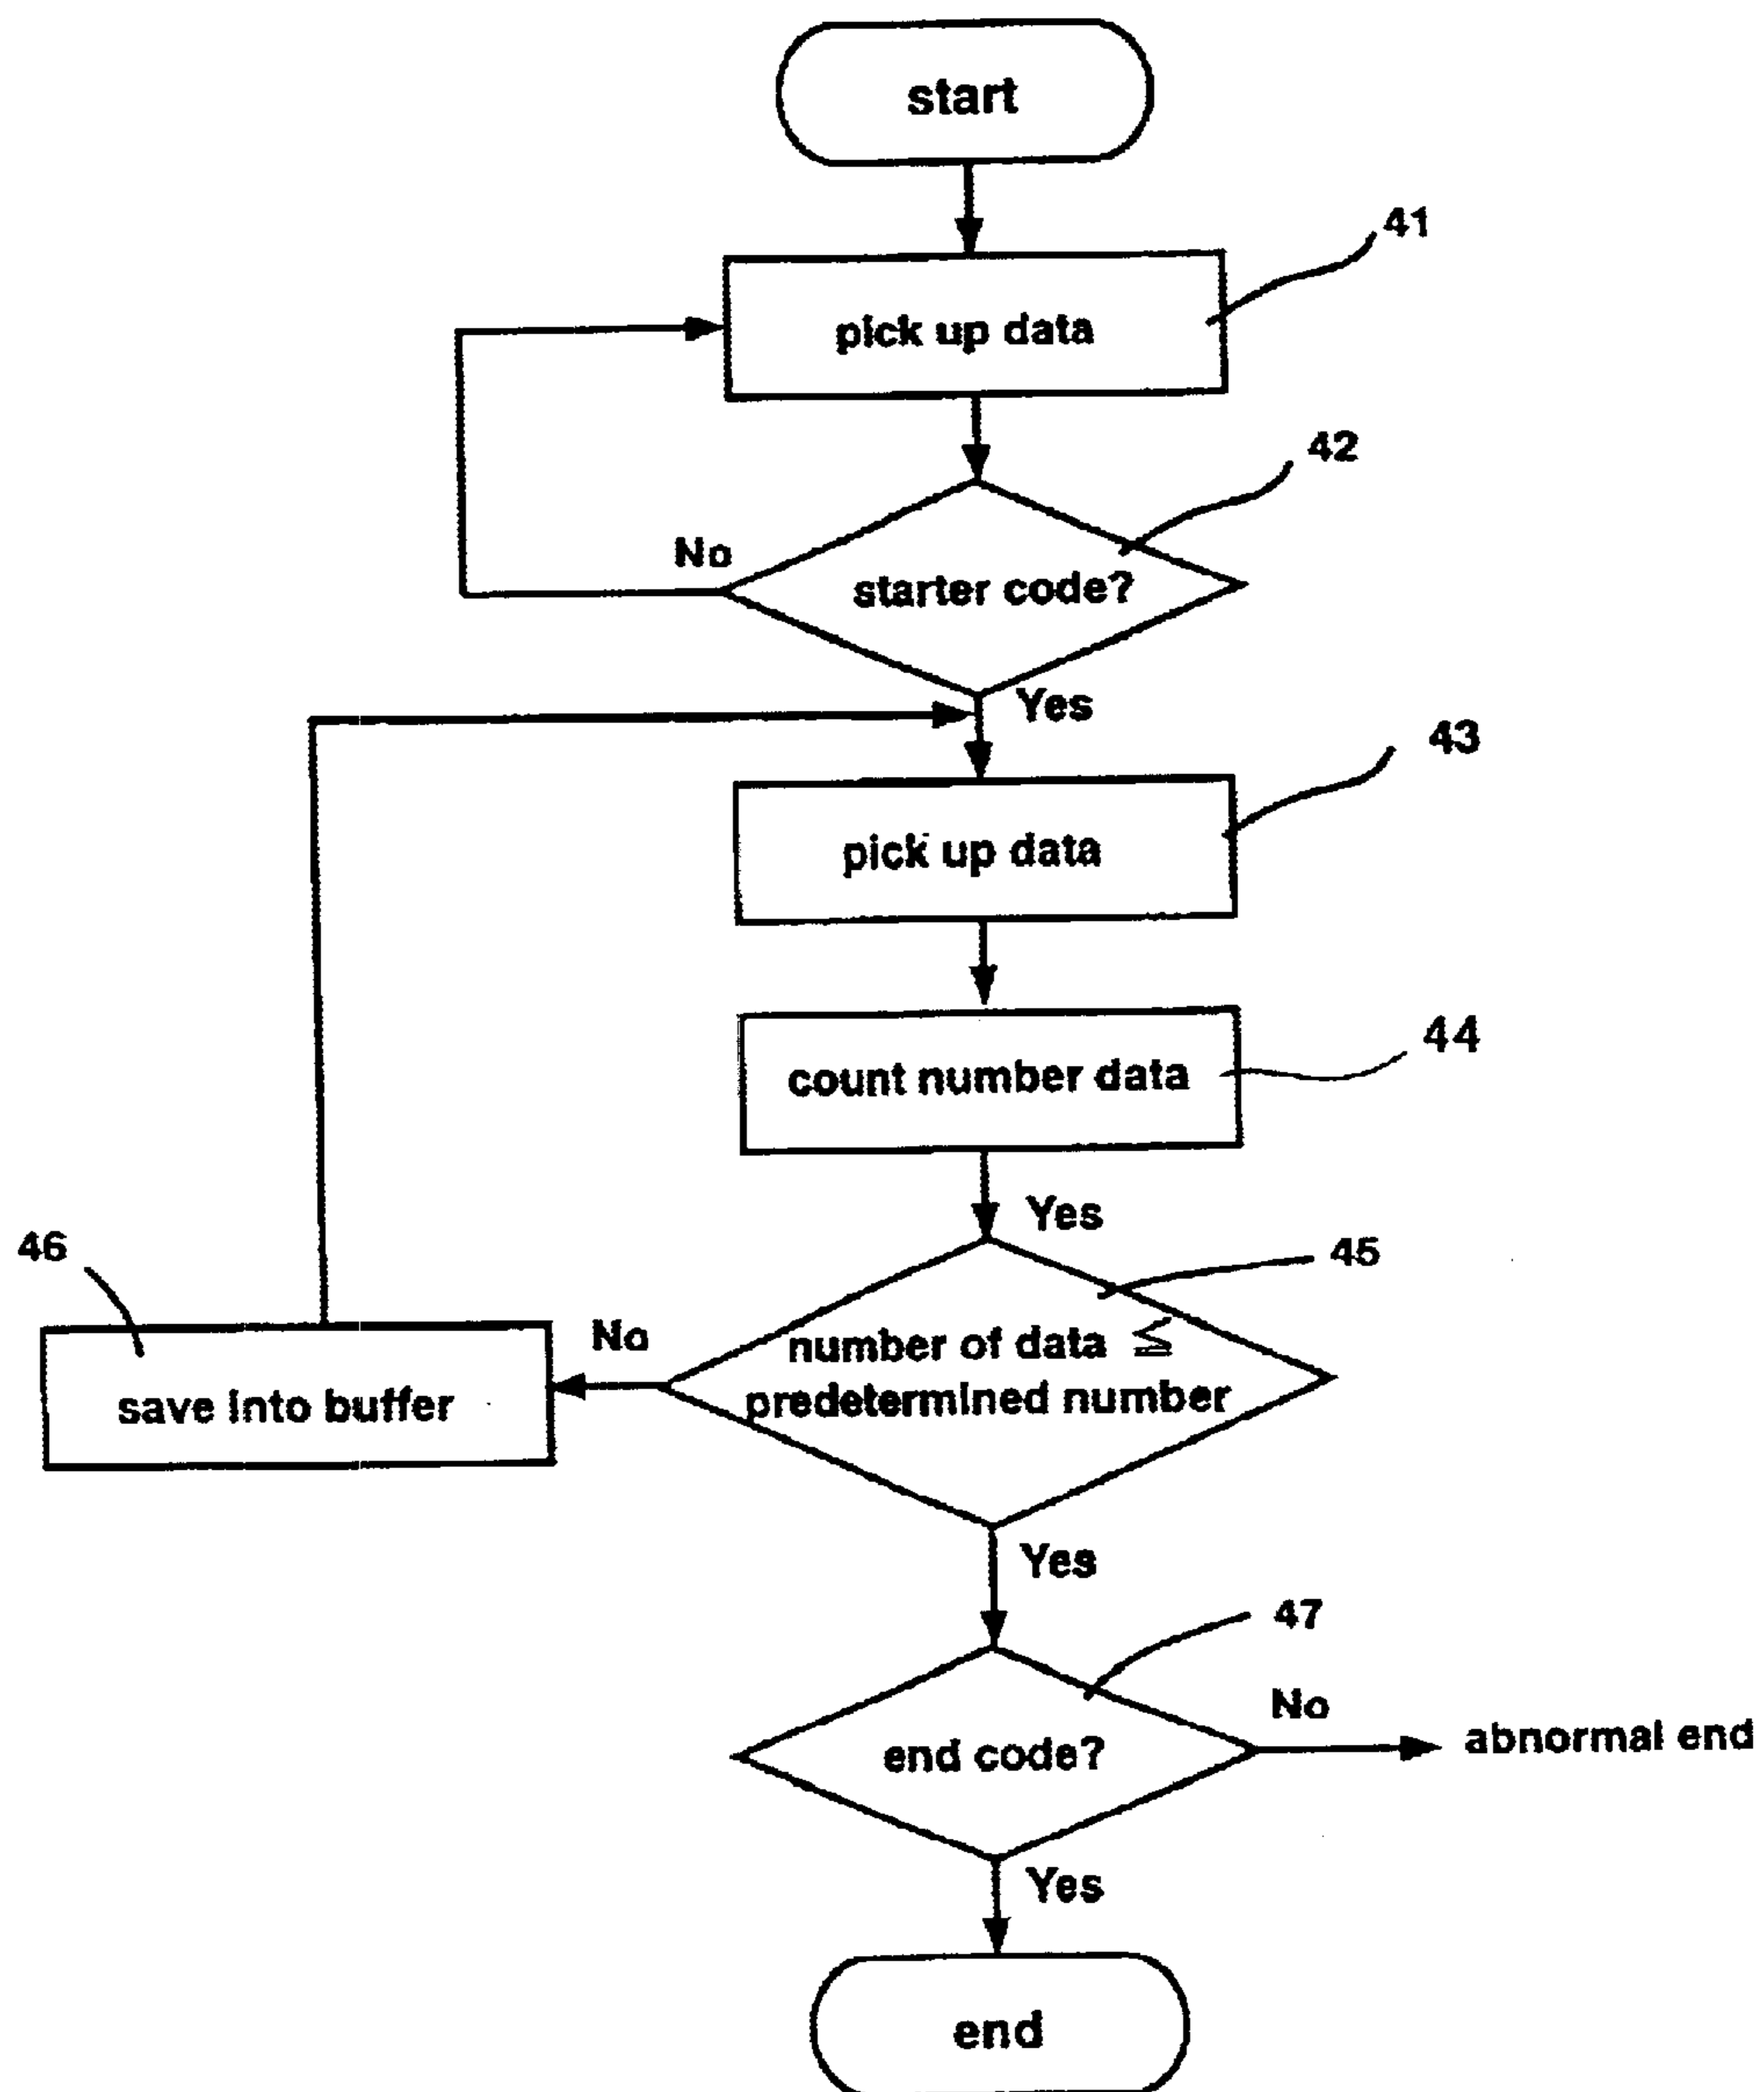 start
41
pick up data
42
No
starter code?
Yes
43
pick up data
44
count number data
Yes
46
45
No
number of data ≦
predetermined number
save into buffer
Yes
47
No
end code?
abnormal end
Yes
end